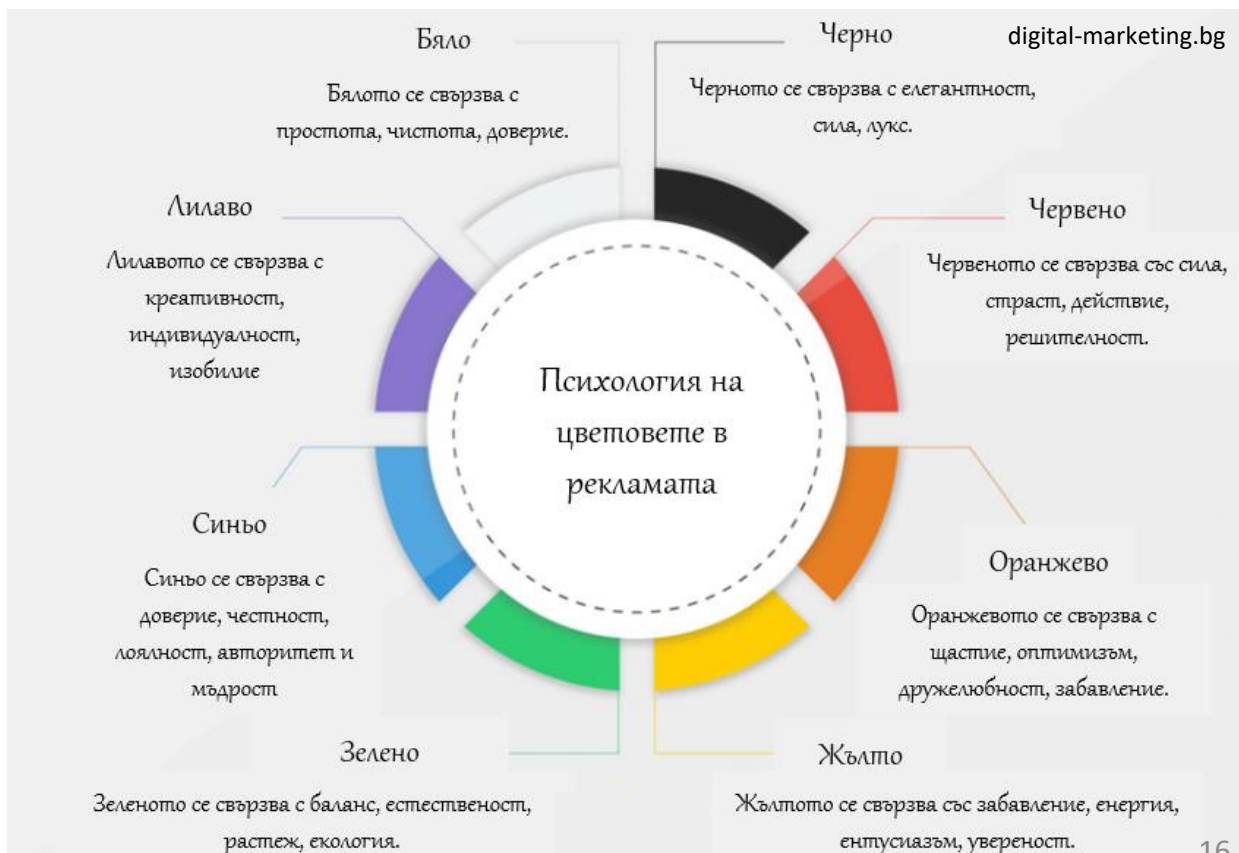 digital-marketing.bg
Бяло
Бялото се свързва с
простота, чистота, доверие.
Черно
Черното се свързва с елегантност,
сила, лукс.
Лилаво
Лилавото се свързва с
креативност,
индивидуалност,
изобилие
Червено
Червеното се свързва със сила,
страст, действие,
решителност.
Психология на
цветовете в
рекламата
Синьо
Синьо се свързва с
доверие, честност,
лоялност, авторитет и
мъдрост
Оранжево
Оранжевото се свързва с
щастие, оптимизъм,
дружелюбност, забавление.
Зелено
Зеленото се свързва с баланс, естественост,
растеж, екология.
Жълто
Жълтото се свързва със забавление, енергия,
ентусиазъм, увереност.
16